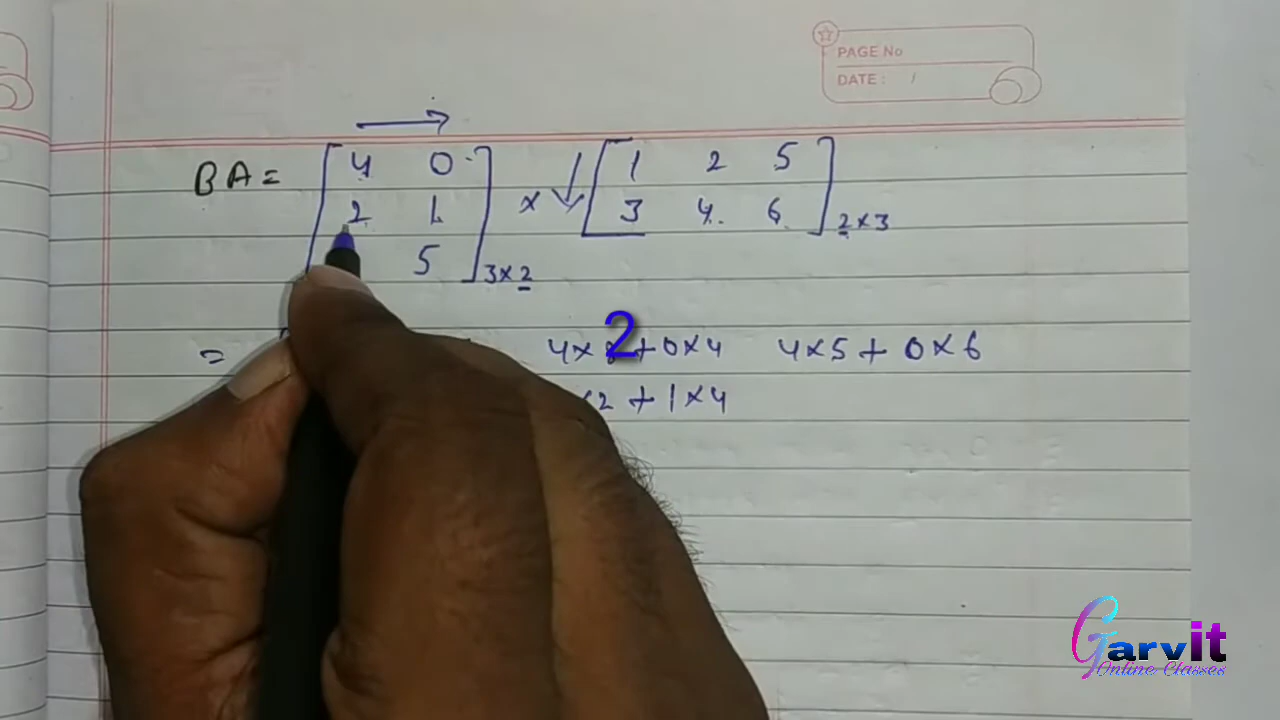 PAGE No
DATE : /
BA = [ 4 0
2 1
5 ] 3×2 × [ 1 2 5
3 4 6 ] 2×3
= 4× 2 +0×4 4×5 + 0×6
×2 + 1×4
Garvit
Online Classes